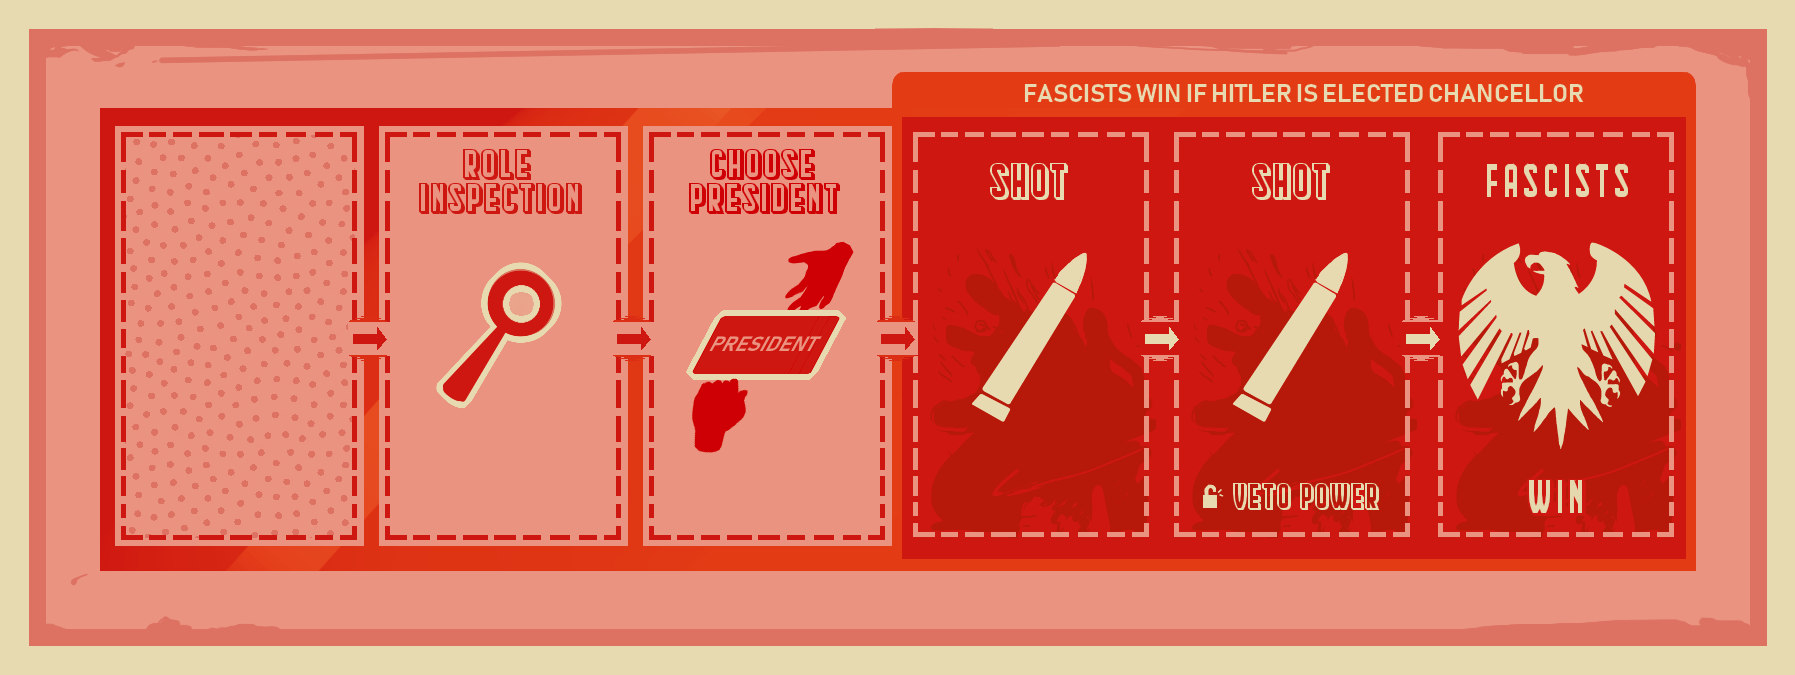 FASCISTS WIN IF HITLER IS ELECTED CHANCELLOR
ROLE
INSPECTION
CHOOSE
PRESIDENT
PRESIDENT
SHOT
SHOT
VETO POWER
FASCISTS
WIN